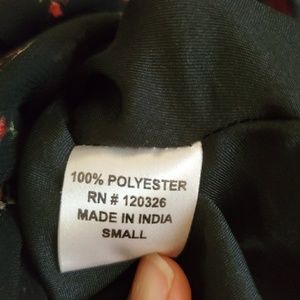 100% POLYESTER
RN # 120326
MADE IN INDIA
SMALL